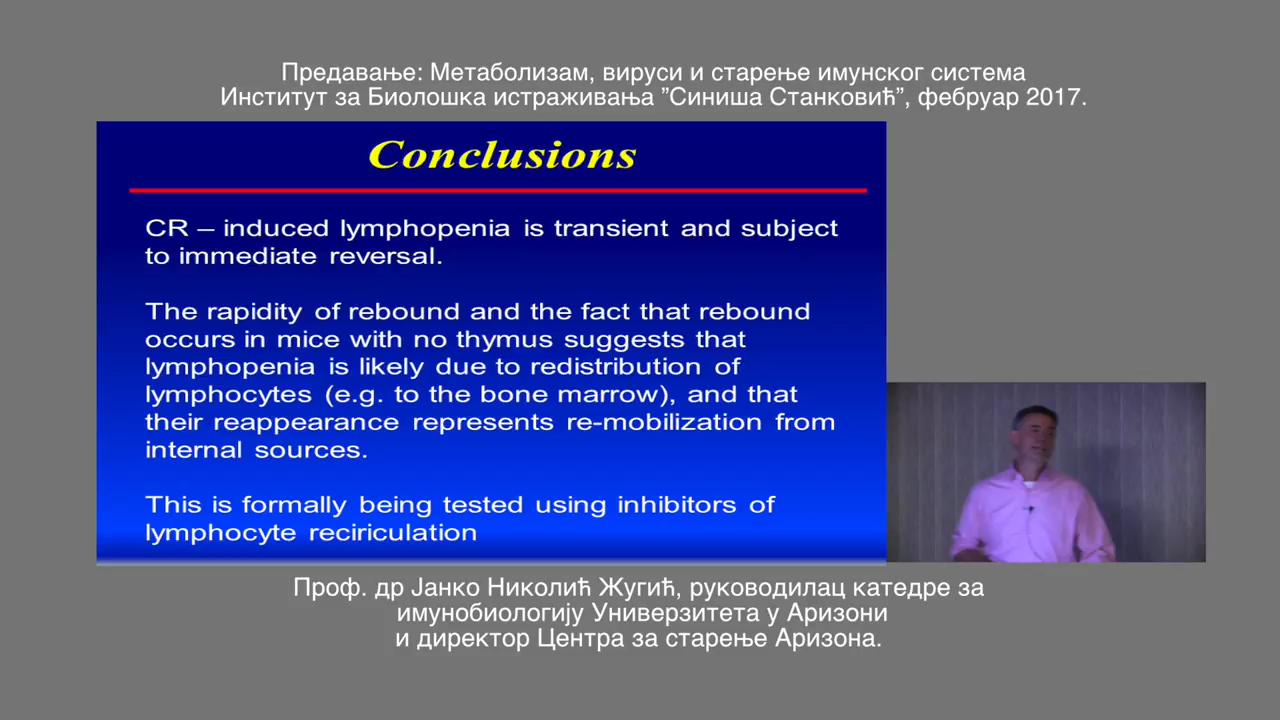 Предавање: Метаболизам, вируси и старење имунског система
Институт за Биолошка истраживања ”Синиша Станковић”, фебруар 2017.
Conclusions
CR – induced lymphopenia is transient and subject
to immediate reversal.
The rapidity of rebound and the fact that rebound
occurs in mice with no thymus suggests that
lymphopenia is likely due to redistribution of
lymphocytes (e.g. to the bone marrow), and that
their reappearance represents re-mobilization from
internal sources.
This is formally being tested using inhibitors of
lymphocyte reciriculation
Проф. др Јанко Николић Жугић, руководилац катедре за
имунобиологију Универзитета у Аризони
и директор Центра за старење Аризона.